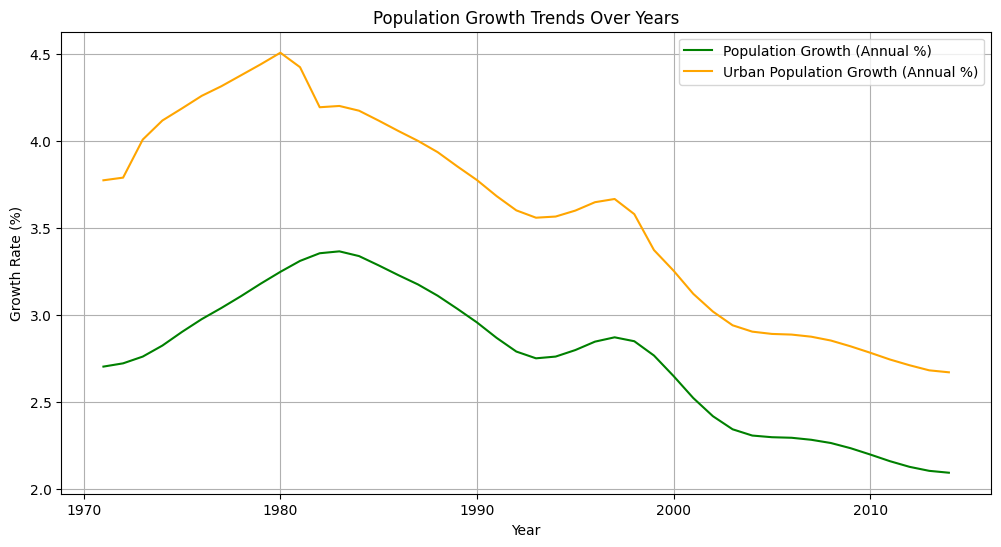 Population Growth Trends Over Years
Population Growth (Annual %)
Urban Population Growth (Annual %)
Growth Rate (%)
4.5
4.0
3.5
3.0
2.5
2.0
1970 1980 1990 2000 2010
Year